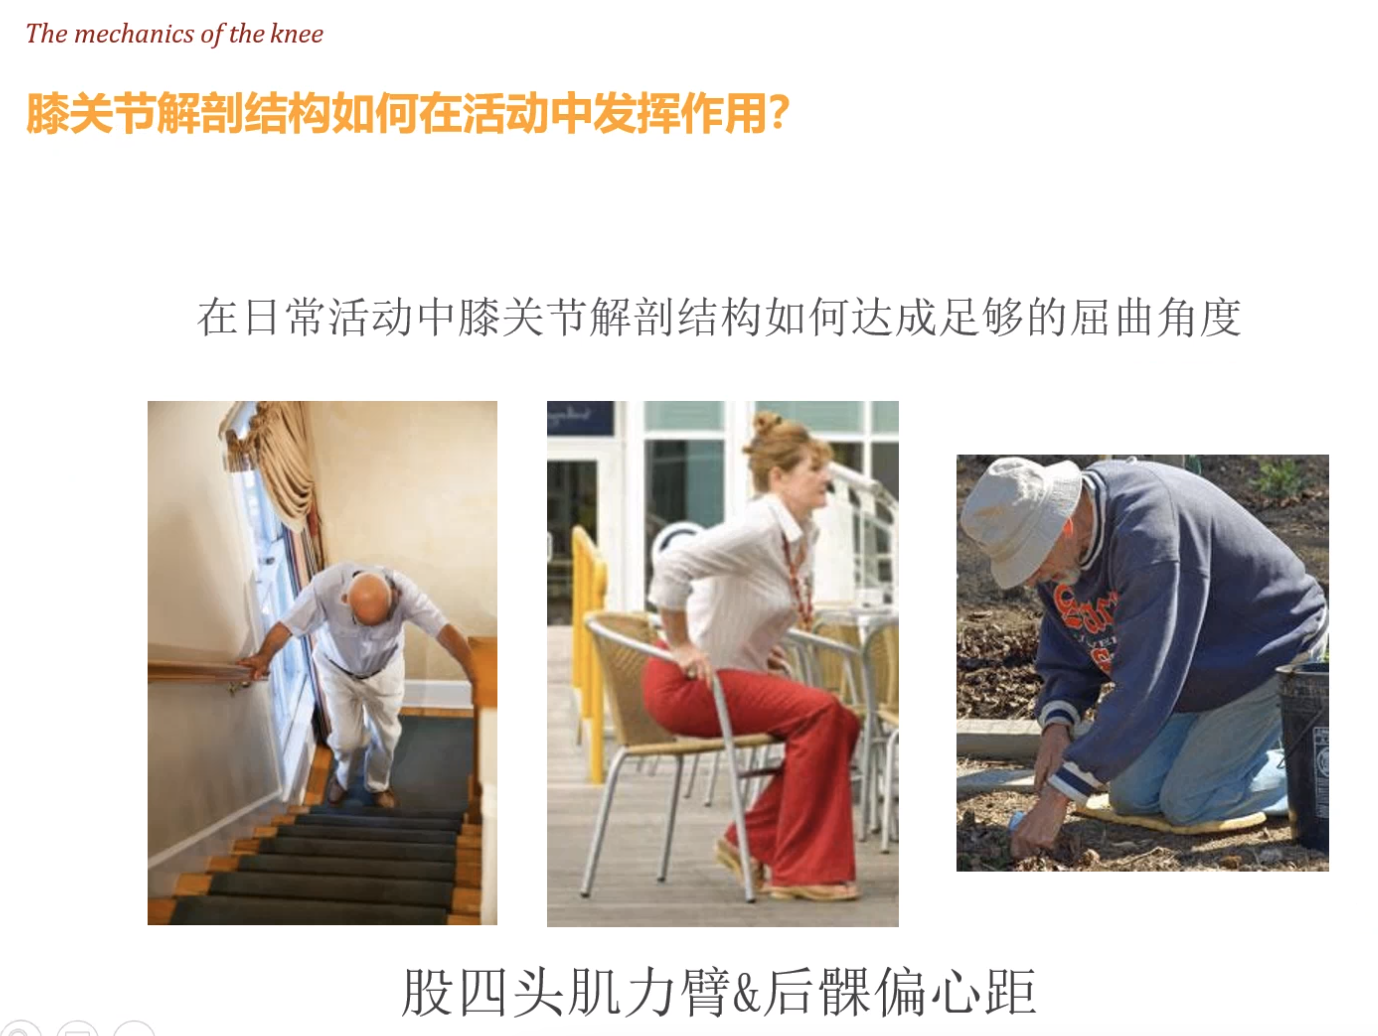 The mechanics of the knee
膝关节解剖结构如何在活动中发挥作用？
在日常活动中膝关节解剖结构如何达成足够的屈曲角度
股四头肌力臂&后髁偏心距